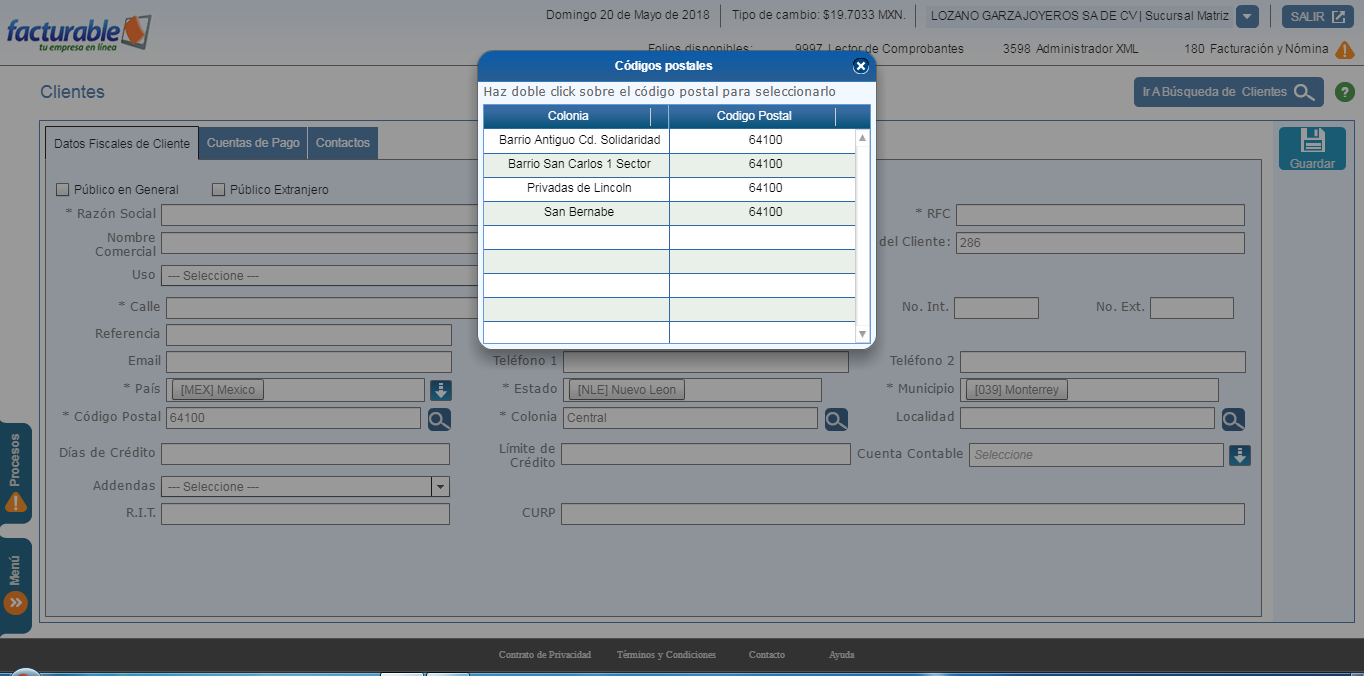 facturable
tu empresa en línea
Domingo 20 de Mayo de 2018
Tipo de cambio: $19.7033 MXN.
LOZANO GARZAJOYEROS SA DE CV | Sucursal Matriz
SALIR
Folios disponibles:
9997 Lector de Comprobantes
3598 Administrador XML
180 Facturación y Nómina
Clientes
Ir A Búsqueda de Clientes
?
Códigos postales
Haz doble click sobre el código postal para seleccionarlo
Colonia
Codigo Postal
Barrio Antiguo Cd. Solidaridad
64100
Barrio San Carlos 1 Sector
64100
Privadas de Lincoln
64100
San Bernabe
64100
Datos Fiscales de Cliente
Cuentas de Pago
Contactos
Guardar
Público en General
Público Extranjero
* Razón Social
* RFC
Nombre
Comercial
del Cliente:
286
Uso
--- Seleccione ---
* Calle
No. Int.
No. Ext.
Referencia
Email
Teléfono 1
Teléfono 2
* País
[MEX] Mexico
* Estado
[NLE] Nuevo Leon
* Municipio
[039] Monterrey
* Código Postal
64100
* Colonia
Central
Localidad
Días de Crédito
Límite de
Crédito
Cuenta Contable
Seleccione
Addendas
--- Seleccione ---
R.I.T.
CURP
Procesos
Menú
Contrato de Privacidad
Términos y Condiciones
Contacto
Ayuda